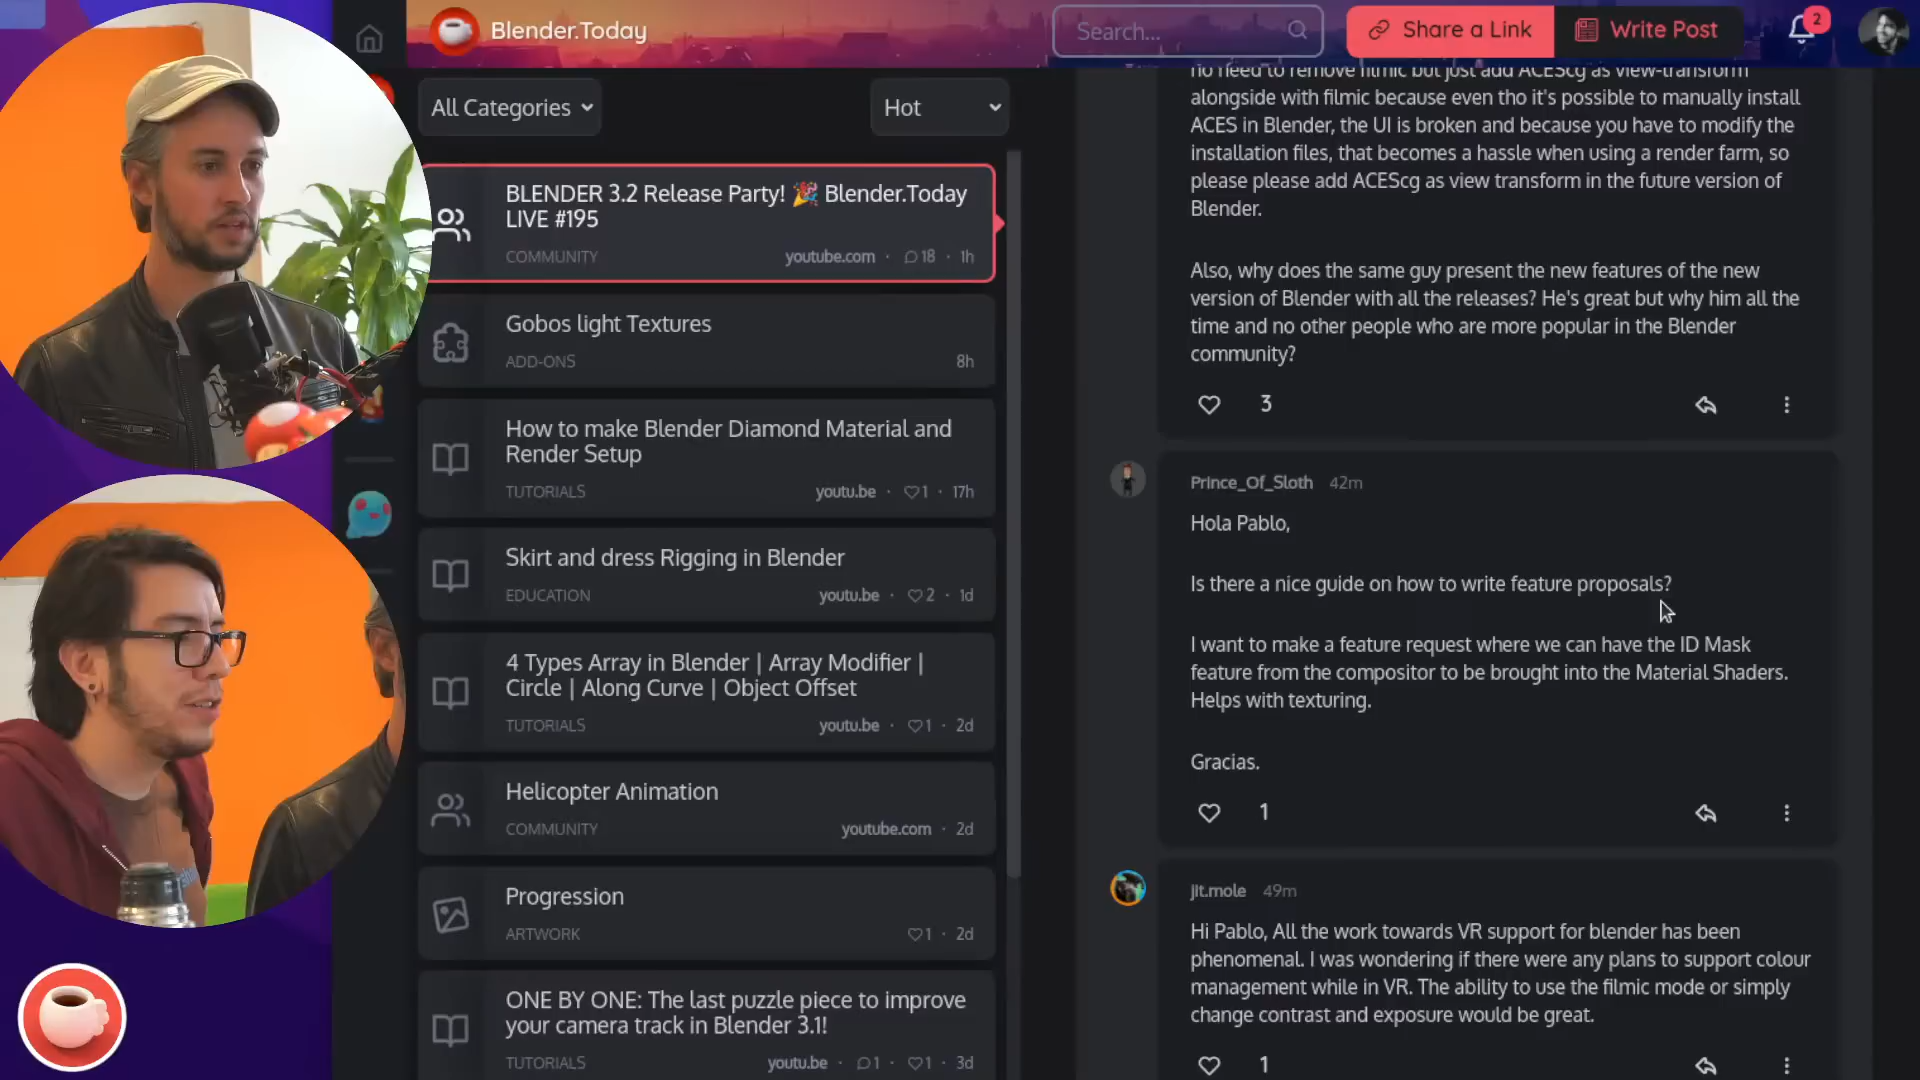 Blender.Today
Search...
Share a Link
Write Post
2
All Categories
Hot
BLENDER 3.2 Release Party! 🎉 Blender.Today
LIVE #195
COMMUNITY
youtube.com · 18 · 1h
Gobos light Textures
ADD-ONS
8h
How to make Blender Diamond Material and
Render Setup
TUTORIALS
youtu.be · 1 · 17h
Skirt and dress Rigging in Blender
EDUCATION
youtu.be · 2 · 1d
4 Types Array in Blender | Array Modifier |
Circle | Along Curve | Object Offset
TUTORIALS
youtu.be · 1 · 2d
Helicopter Animation
COMMUNITY
youtube.com · 2d
Progression
ARTWORK
1 · 2d
ONE BY ONE: The last puzzle piece to improve
your camera track in Blender 3.1!
TUTORIALS
youtu.be · 1 · 1 · 3d
no need to remove filmic but just add ACEScg as view-transform
alongside with filmic because even tho it's possible to manually install
ACES in Blender, the UI is broken and because you have to modify the
installation files, that becomes a hassle when using a render farm, so
please please add ACEScg as view transform in the future version of
Blender.
Also, why does the same guy present the new features of the new
version of Blender with all the releases? He's great but why him all the
time and no other people who are more popular in the Blender
community?
3
Prince_Of_Sloth 42m
Hola Pablo,
Is there a nice guide on how to write feature proposals?
I want to make a feature request where we can have the ID Mask
feature from the compositor to be brought into the Material Shaders.
Helps with texturing.
Gracias.
1
jlt.mole 49m
Hi Pablo, All the work towards VR support for blender has been
phenomenal. I was wondering if there were any plans to support colour
management while in VR. The ability to use the filmic mode or simply
change contrast and exposure would be great.
1